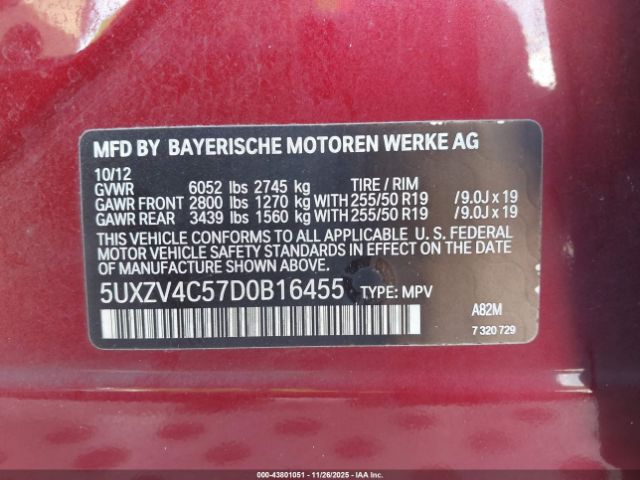 MFD BY BAYERISCHE MOTOREN WERKE AG
10/12
GVWR 6052 lbs 2745 kg TIRE / RIM
GAWR FRONT 2800 lbs 1270 kg WITH 255/50 R19 / 9.0J x 19
GAWR REAR 3439 lbs 1560 kg WITH 255/50 R19 / 9.0J x 19
THIS VEHICLE CONFORMS TO ALL APPLICABLE U.S. FEDERAL
MOTOR VEHICLE SAFETY STANDARDS IN EFFECT ON THE
DATE OF MANUFACTURE SHOWN ABOVE.
5UXZV4C57D0B16455 TYPE: MPV
A82M
7 320 729
000-43801051 | 11/26/2025 | IAA, Inc.